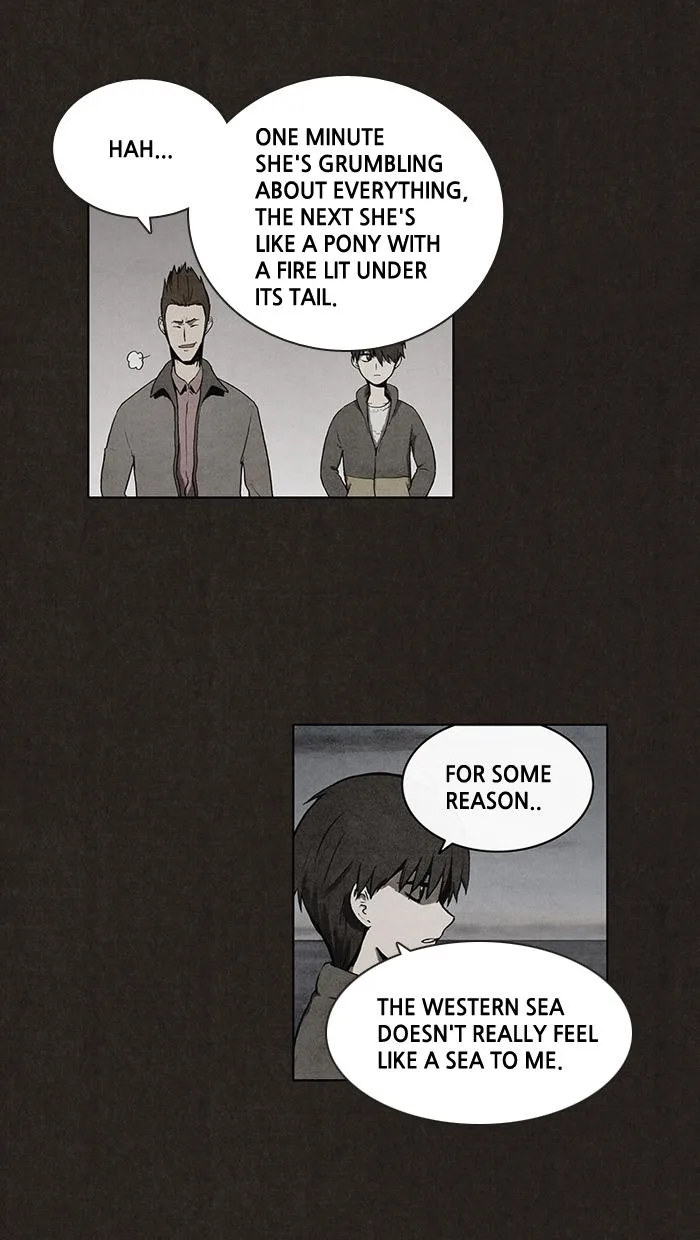 HAH...
ONE MINUTE
SHE'S GRUMBLING
ABOUT EVERYTHING,
THE NEXT SHE'S
LIKE A PONY WITH
A FIRE LIT UNDER
ITS TAIL.
FOR SOME
REASON..
THE WESTERN SEA
DOESN'T REALLY FEEL
LIKE A SEA TO ME.